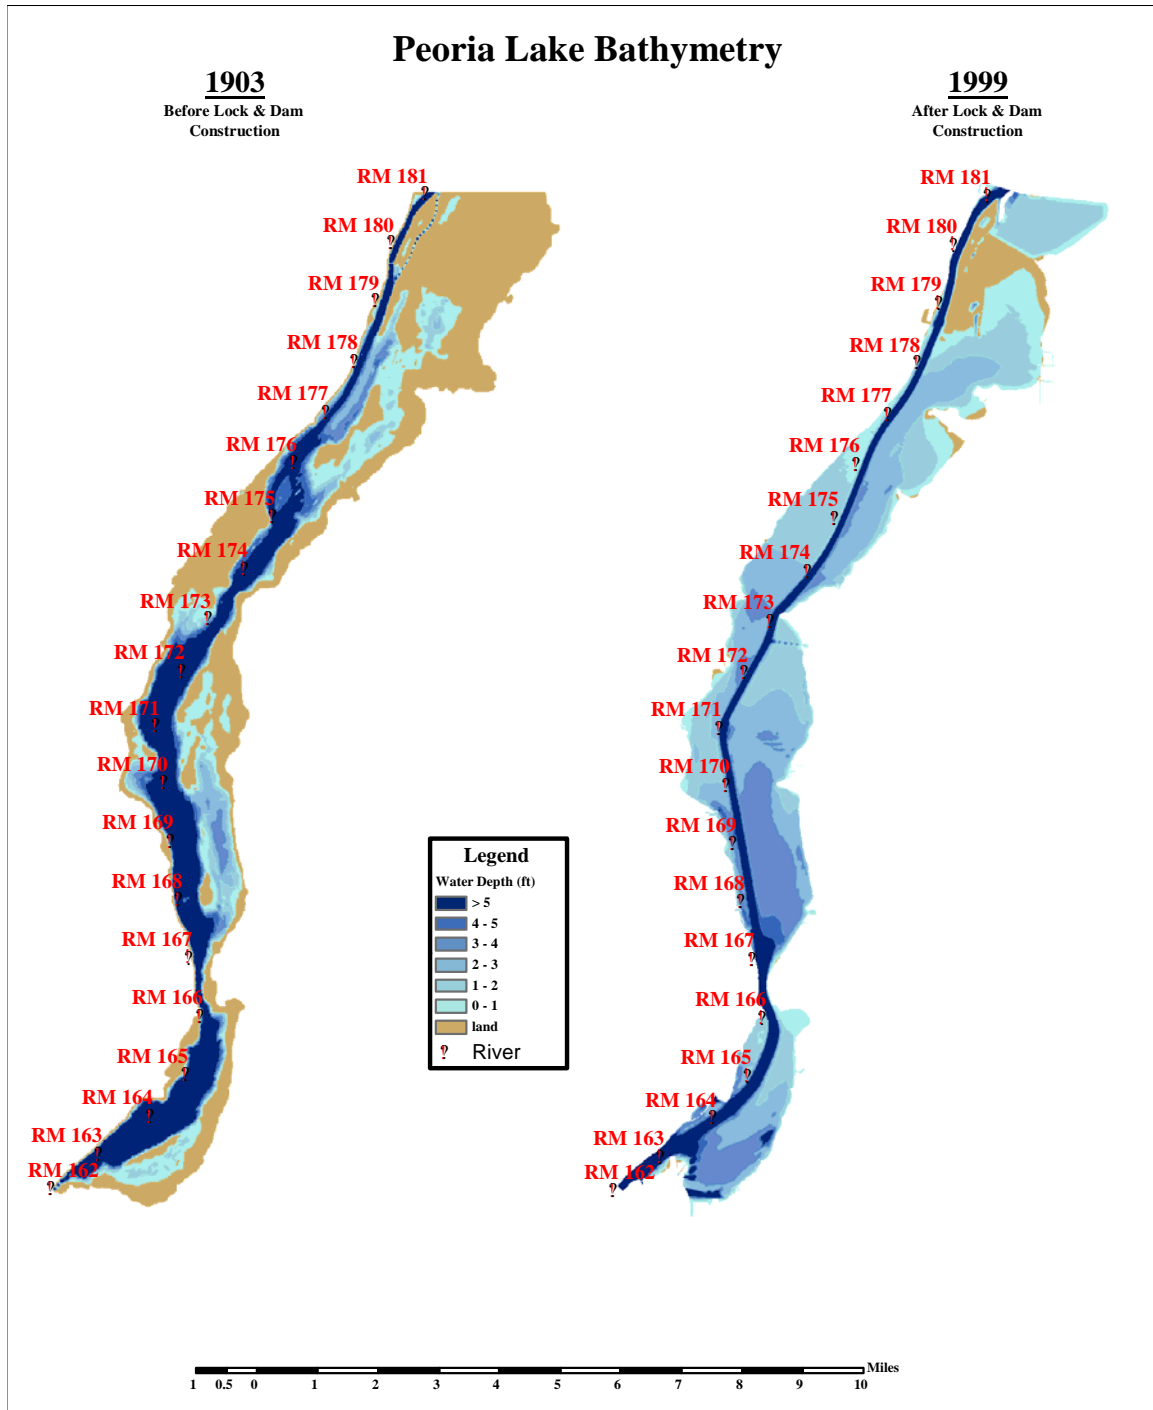 Peoria Lake Bathymetry
1903
Before Lock & Dam
Construction
1999
After Lock & Dam
Construction
RM 181
RM 180
RM 179
RM 178
RM 177
RM 176
RM 175
RM 174
RM 173
RM 172
RM 171
RM 170
RM 169
RM 168
RM 167
RM 166
RM 165
RM 164
RM 163
RM 162
RM 181
RM 180
RM 179
RM 178
RM 177
RM 176
RM 175
RM 174
RM 173
RM 172
RM 171
RM 170
RM 169
RM 168
RM 167
RM 166
RM 165
RM 164
RM 163
RM 162
Legend
Water Depth (ft)
> 5
4 - 5
3 - 4
2 - 3
1 - 2
0 - 1
land
River
Miles
1 0.5 0 1 2 3 4 5 6 7 8 9 10